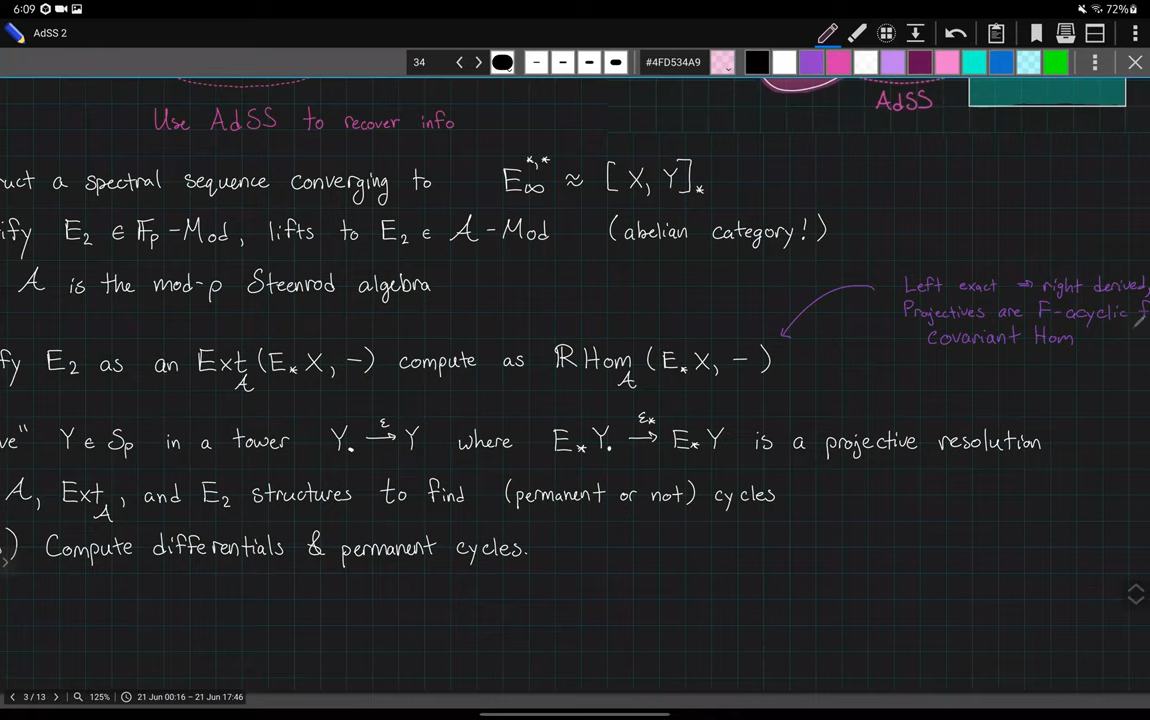 6:09 72%
AdSS 2
34 #4FD534A9
AdSS
Use AdSS to recover info
uct a spectral sequence converging to E∞*,* ≈ [X, Y]*
ify E₂ ∈ 𝔽p-Mod, lifts to E₂ ∈ 𝒜-Mod (abelian category!)
𝒜 is the mod-p Steenrod algebra
Left exact ⇒ right derived,
Projectives are F-acyclic f
covariant Hom
fy E₂ as an Ext𝒜(E*X, −) compute as ℝHom𝒜(E*X, −)
ve" Y ∈ Sp in a tower Y. --ε--> Y where E*Y. --ε*--> E*Y is a projective resolution
𝒜, Ext𝒜, and E₂ structures to find (permanent or not) cycles
) Compute differentials & permanent cycles.
3 / 13 125% 21 Jun 00:16 – 21 Jun 17:46